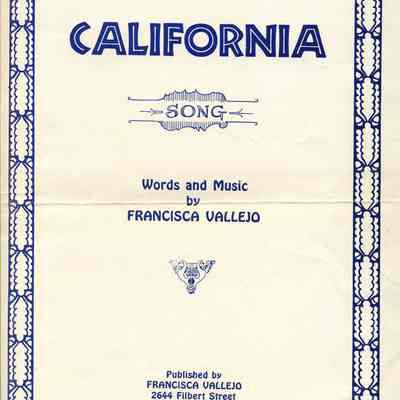 CALIFORNIA
SONG
Words and Music
by
FRANCISCA VALLEJO
Published by
FRANCISCA VALLEJO
2644 Filbert Street